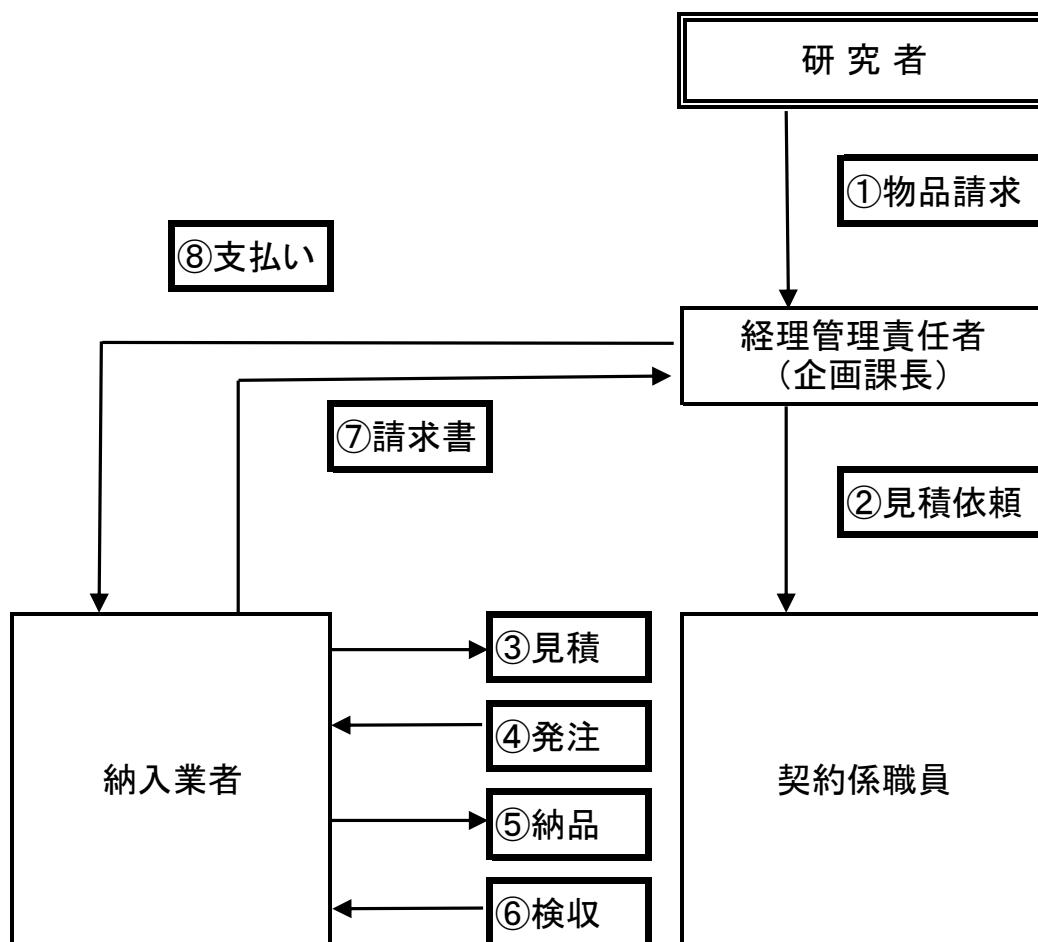 研 究 者
①物品請求
⑧支払い
経理管理責任者
（企画課長）
⑦請求書
②見積依頼
③見積
④発注
納入業者
契約係職員
⑤納品
⑥検収